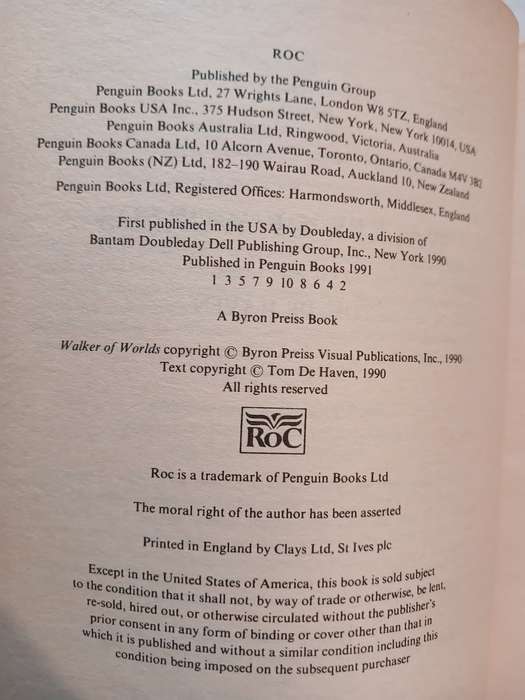 ROC
Published by the Penguin Group
Penguin Books Ltd, 27 Wrights Lane, London W8 5TZ, England
Penguin Books USA Inc., 375 Hudson Street, New York, New York 10014, USA
Penguin Books Australia Ltd, Ringwood, Victoria, Australia
Penguin Books Canada Ltd, 10 Alcorn Avenue, Toronto, Ontario, Canada M4V 3B2
Penguin Books (NZ) Ltd, 182–190 Wairau Road, Auckland 10, New Zealand
Penguin Books Ltd, Registered Offices: Harmondsworth, Middlesex, England
First published in the USA by Doubleday, a division of
Bantam Doubleday Dell Publishing Group, Inc., New York 1990
Published in Penguin Books 1991
1 3 5 7 9 10 8 6 4 2
A Byron Preiss Book
Walker of Worlds copyright © Byron Preiss Visual Publications, Inc., 1990
Text copyright © Tom De Haven, 1990
All rights reserved
RoC
Roc is a trademark of Penguin Books Ltd
The moral right of the author has been asserted
Printed in England by Clays Ltd, St Ives plc
Except in the United States of America, this book is sold subject
to the condition that it shall not, by way of trade or otherwise, be lent,
re-sold, hired out, or otherwise circulated without the publisher's
prior consent in any form of binding or cover other than that in
which it is published and without a similar condition including this
condition being imposed on the subsequent purchaser